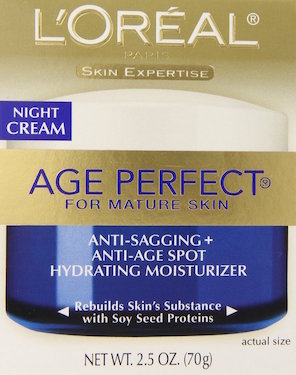 L'ORÉAL®
PARIS
SKIN EXPERTISE
NIGHT
CREAM
AGE PERFECT®
FOR MATURE SKIN
ANTI-SAGGING +
ANTI-AGE SPOT
HYDRATING MOISTURIZER
◄ Rebuilds Skin's Substance ►
with Soy Seed Proteins
actual size
NET WT. 2.5 OZ. (70g)